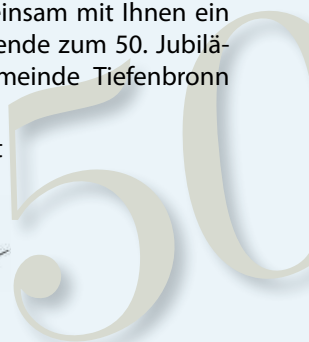 einsam mit Ihnen ein
ende zum 50. Jubilä-
meinde Tiefenbronn
t
50